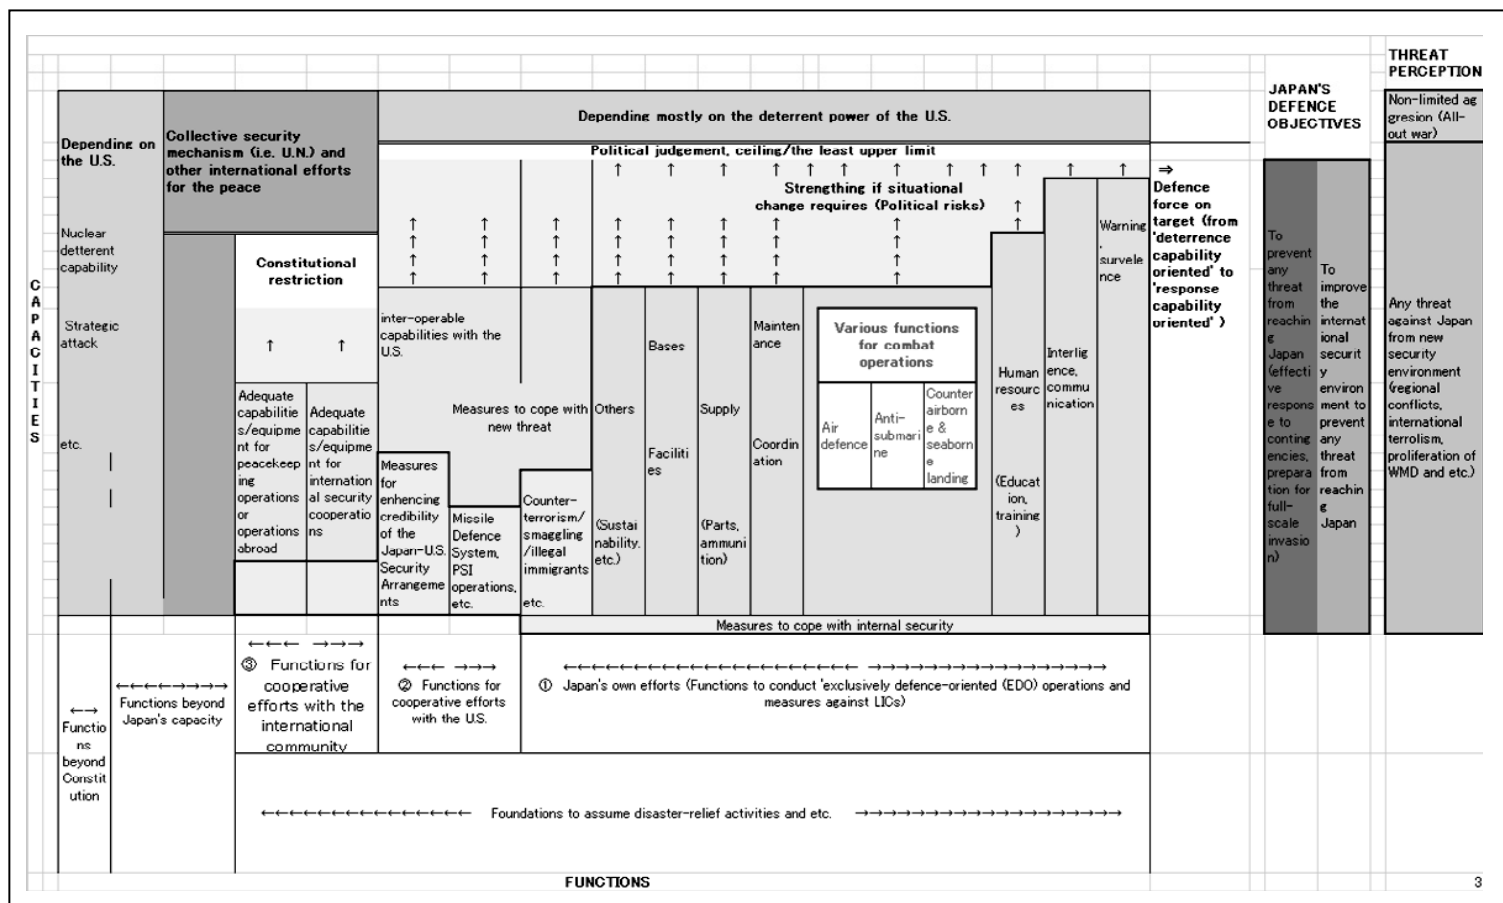 THREAT
PERCEPTION
JAPAN'S
DEFENCE
OBJECTIVES
Non-limited ag
gresion (All-
out war)
Depending on
the U.S.
Collective security
mechanism (i.e. U.N.) and
other international efforts
for the peace
Depending mostly on the deterrent power of the U.S.
Political judgement, ceiling/the least upper limit
↑ ↑ ↑ ↑ ↑ ↑ ↑ ↑ ↑ ↑ ↑
Strengthing if situational
change requires (Political risks)
⇒
Defence
force on
target (from
'deterrence
capability
oriented' to
'response
capability
oriented' )
Nuclear
detterent
capability
Strategic
attack
etc.
Constitutional
restriction
↑ ↑
Adequate
capabilitie
s/equipme
nt for
peacekee
ping
operations
or
operations
abroad
Adequate
capabilitie
s/equipme
nt for
internation
al security
cooperatio
ns
inter-operable
capabilities with the
U.S.
Measures to cope with
new threat
Measures
for
enhancing
credibility
of the
Japan-U.S.
Security
Arrangeme
nts
Missile
Defence
System,
PSI
operations,
etc.
Counter-
terrorism/
smaggling
/illegal
immigrants
etc.
Others
(Sustai
nability.
etc.)
Bases
Faciliti
es
Supply
(Parts,
ammuni
tion)
Mainten
ance
Coordin
ation
Various functions
for combat
operations
Air
defence
Anti-
submari
ne
Counter
airborn
e &
seaborn
e
landing
Human
resourc
es
(Educat
ion,
training
)
Interlig
ence,
commu
nication
Warning
,
survele
nce
To
prevent
any
threat
from
reachin
g
Japan
(effecti
ve
respons
e to
conting
encies,
prepara
tion for
full-
scale
invasio
n)
To
improve
the
internat
ional
securit
y
environ
ment to
prevent
any
threat
from
reachin
g
Japan
Any threat
against Japan
from new
security
environment
(regional
conflicts,
international
terrolism,
proliferation of
WMD and etc.)
CAPACITIES
Measures to cope with internal security
←←← →→→
③ Functions for
cooperative
efforts with the
international
community
←←← →→→
② Functions for
cooperative efforts
with the U.S.
←←←←←←←←←←←←←←←←← →→→→→→→→→→→→→→
① Japan's own efforts (Functions to conduct 'exclusively defence-oriented (EDO) operations and
measures against LICs)
←←←←→→→→
Functions beyond
Japan's capacity
←→
Functio
ns
beyond
Constit
ution
←←←←←←←←←←←← Foundations to assume disaster-relief activities and etc. →→→→→→→→→→→→→→→
FUNCTIONS
3